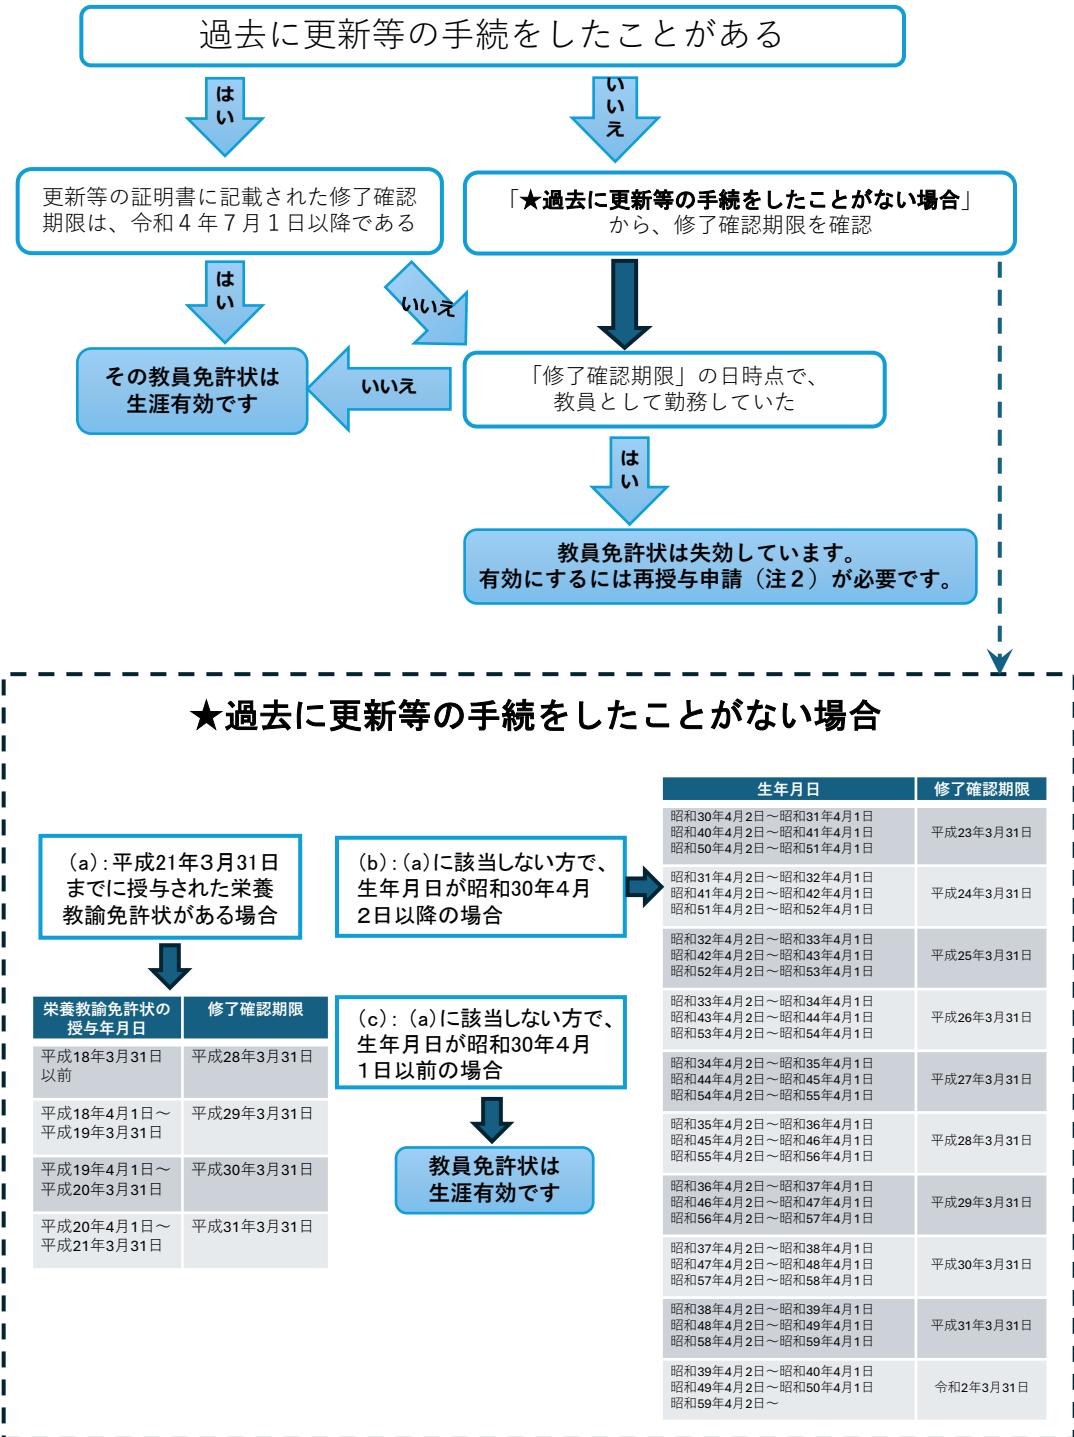 過去に更新等の手続をしたことがある
はい
いいえ
更新等の証明書に記載された修了確認
期限は、令和４年７月１日以降である
「★過去に更新等の手続をしたことがない場合」
から、修了確認期限を確認
はい
いいえ
その教員免許状は
生涯有効です
いいえ
「修了確認期限」の日時点で、
教員として勤務していた
はい
教員免許状は失効しています。
有効にするには再授与申請（注２）が必要です。
★過去に更新等の手続をしたことがない場合
（a）：平成21年３月31日
までに授与された栄養
教諭免許状がある場合
栄養教諭免許状の
授与年月日
修了確認期限
平成18年3月31日
以前
平成28年3月31日
平成18年4月1日～
平成19年3月31日
平成29年3月31日
平成19年4月1日～
平成20年3月31日
平成30年3月31日
平成20年4月1日～
平成21年3月31日
平成31年3月31日
（b）：（a）に該当しない方で、
生年月日が昭和30年４月
２日以降の場合
（c）：（a）に該当しない方で、
生年月日が昭和30年４月
１日以前の場合
教員免許状は
生涯有効です
生年月日
修了確認期限
昭和30年4月2日～昭和31年4月1日
昭和40年4月2日～昭和41年4月1日
昭和50年4月2日～昭和51年4月1日
平成23年3月31日
昭和31年4月2日～昭和32年4月1日
昭和41年4月2日～昭和42年4月1日
昭和51年4月2日～昭和52年4月1日
平成24年3月31日
昭和32年4月2日～昭和33年4月1日
昭和42年4月2日～昭和43年4月1日
昭和52年4月2日～昭和53年4月1日
平成25年3月31日
昭和33年4月2日～昭和34年4月1日
昭和43年4月2日～昭和44年4月1日
昭和53年4月2日～昭和54年4月1日
平成26年3月31日
昭和34年4月2日～昭和35年4月1日
昭和44年4月2日～昭和45年4月1日
昭和54年4月2日～昭和55年4月1日
平成27年3月31日
昭和35年4月2日～昭和36年4月1日
昭和45年4月2日～昭和46年4月1日
昭和55年4月2日～昭和56年4月1日
平成28年3月31日
昭和36年4月2日～昭和37年4月1日
昭和46年4月2日～昭和47年4月1日
昭和56年4月2日～昭和57年4月1日
平成29年3月31日
昭和37年4月2日～昭和38年4月1日
昭和47年4月2日～昭和48年4月1日
昭和57年4月2日～昭和58年4月1日
平成30年3月31日
昭和38年4月2日～昭和39年4月1日
昭和48年4月2日～昭和49年4月1日
昭和58年4月2日～昭和59年4月1日
平成31年3月31日
昭和39年4月2日～昭和40年4月1日
昭和49年4月2日～昭和50年4月1日
昭和59年4月2日～
令和2年3月31日